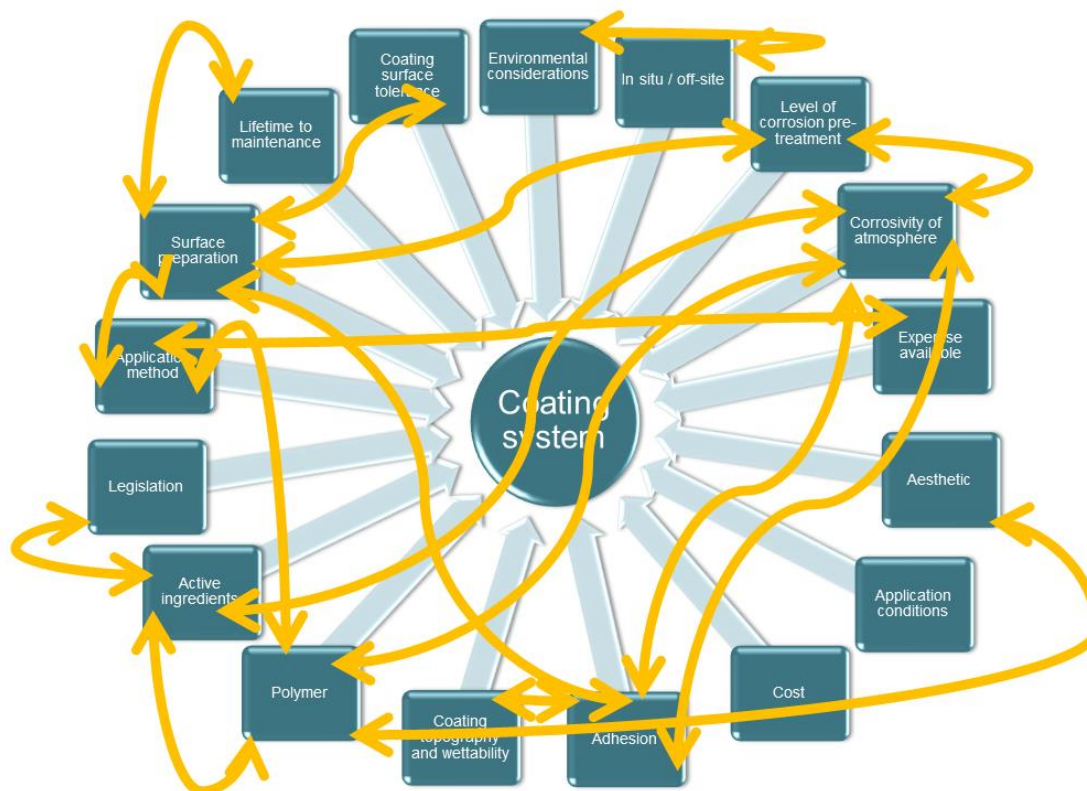 Coating
surface
tolerance
Environmental
considerations
In situ / off-site
Level of
corrosion pre-
treatment
Lifetime to
maintenance
Corrosivity of
atmosphere
Surface
preparation
Expertise
available
Application
method
Coating
system
Legislation
Aesthetic
Active
ingredients
Application
conditions
Polymer
Cost
Coating
topography
and wettability
Adhesion